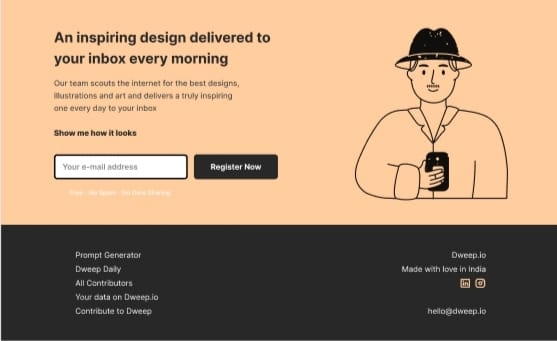 An inspiring design delivered to
your inbox every morning
Our team scouts the internet for the best designs,
illustrations and art and delivers a truly inspiring
one every day to your inbox
Show me how it looks
Your e-mail address
Register Now
Free - No Spam - No Data Sharing
Prompt Generator
Dweep Daily
All Contributors
Your data on Dweep.io
Contribute to Dweep
Dweep.io
Made with love in India
in
hello@dweep.io